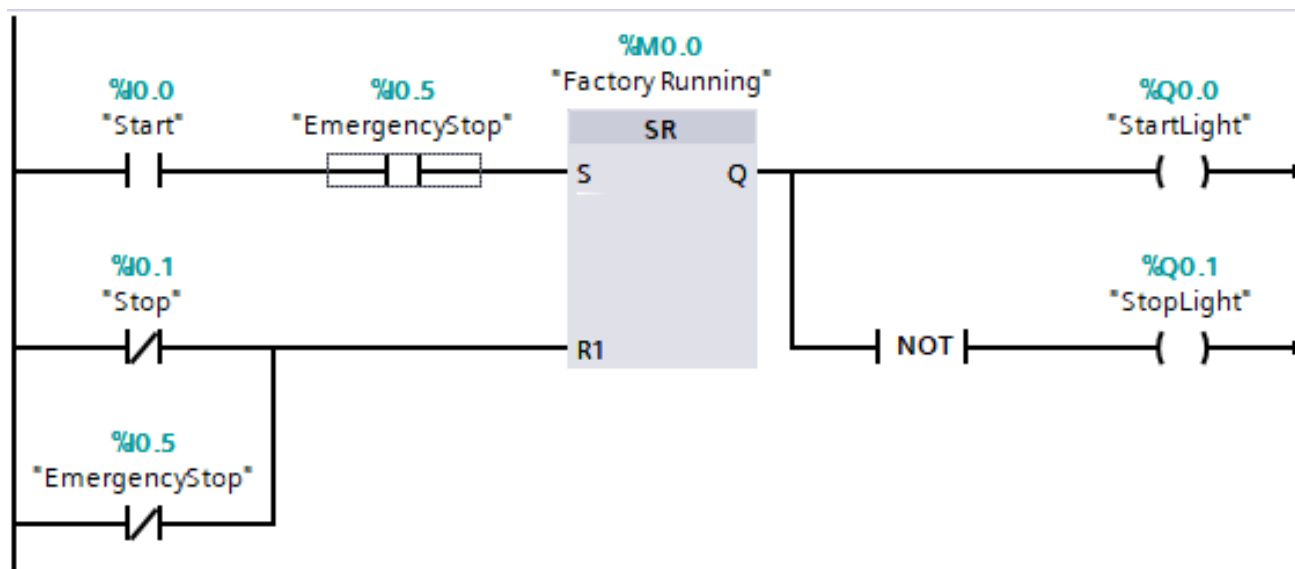 %M0.0
"Factory Running"
%I0.0
"Start"
%I0.5
"EmergencyStop"
%Q0.0
"StartLight"
SR
S
Q
%I0.1
"Stop"
%Q0.1
"StopLight"
R1
NOT
%I0.5
"EmergencyStop"